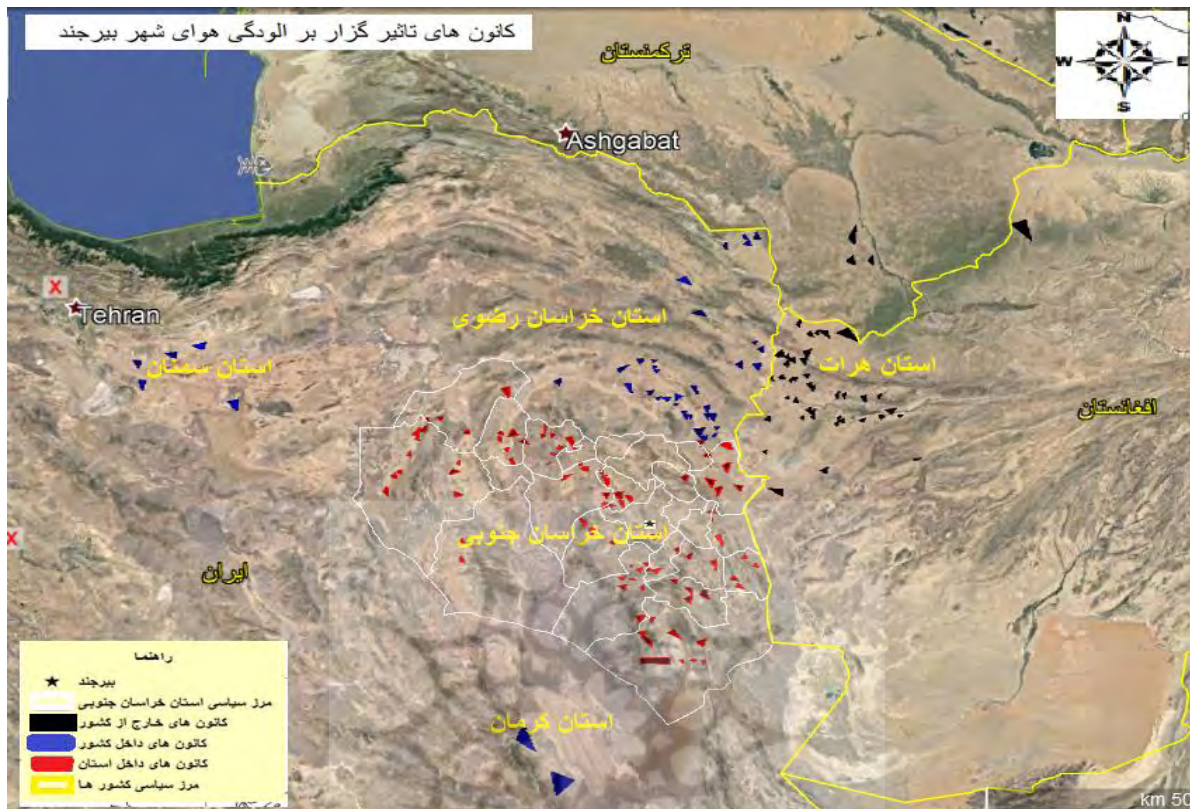 کانون های تاثیر گزار بر الودگی هوای شهر بیرجند
N
W E
S
ترکمنستان
Ashgabat
Tehran
استان خراسان رضوی
استان سمنان
استان هرات
افغانستان
استان خراسان جنوبی
ایران
استان کرمان
راهنما
بیرجند
مرز سیاسی استان خراسان جنوبی
کانون های خارج از کشور
کانون های داخل کشور
کانون های داخل استان
مرز سیاسی کشور ها
km 50